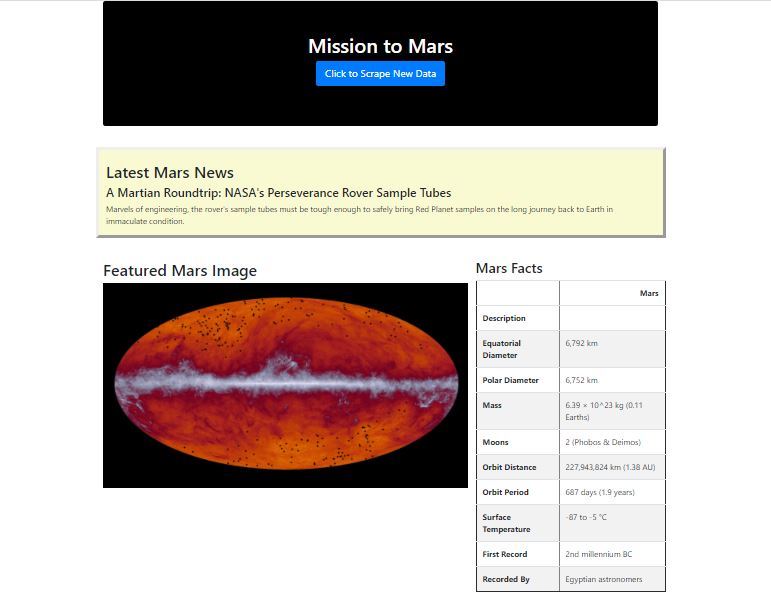 Mission to Mars
Click to Scrape New Data
Latest Mars News
A Martian Roundtrip: NASA's Perseverance Rover Sample Tubes
Marvels of engineering, the rover's sample tubes must be tough enough to safely bring Red Planet samples on the long journey back to Earth in
immaculate condition.
Featured Mars Image
Mars Facts
Mars
Description
Equatorial
Diameter
6,792 km
Polar Diameter
6,752 km
Mass
6.39 × 10^23 kg (0.11
Earths)
Moons
2 (Phobos & Deimos)
Orbit Distance
227,943,824 km (1.38 AU)
Orbit Period
687 days (1.9 years)
Surface
Temperature
-87 to -5 °C
First Record
2nd millennium BC
Recorded By
Egyptian astronomers